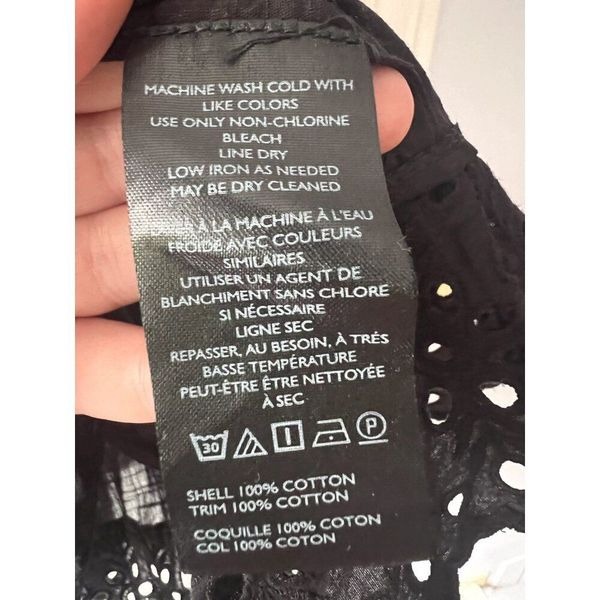 MACHINE WASH COLD WITH
LIKE COLORS
USE ONLY NON-CHLORINE
BLEACH
LINE DRY
LOW IRON AS NEEDED
MAY BE DRY CLEANED
À LA MACHINE À L'EAU
FROIDE AVEC COULEURS
SIMILAIRES
UTILISER UN AGENT DE
BLANCHIMENT SANS CHLORE
SI NÉCESSAIRE
LIGNE SEC
REPASSER, AU BESOIN, À TRÉS
BASSE TEMPÉRATURE
PEUT-ÊTRE ÊTRE NETTOYÉE
À SEC
30 P
SHELL 100% COTTON
TRIM 100% COTTON
COQUILLE 100% COTON
COL 100% COTON